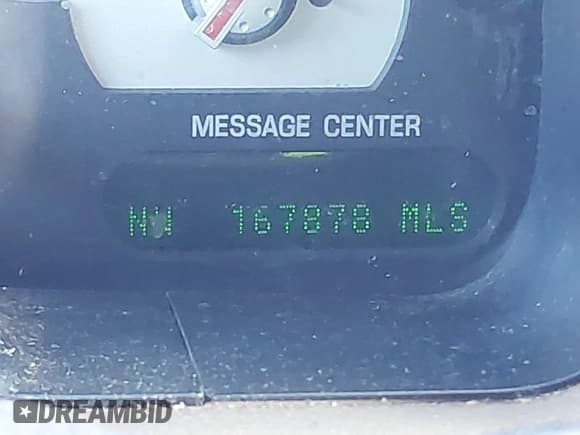 MESSAGE CENTER
NW 167878 MLS
DREAMBID